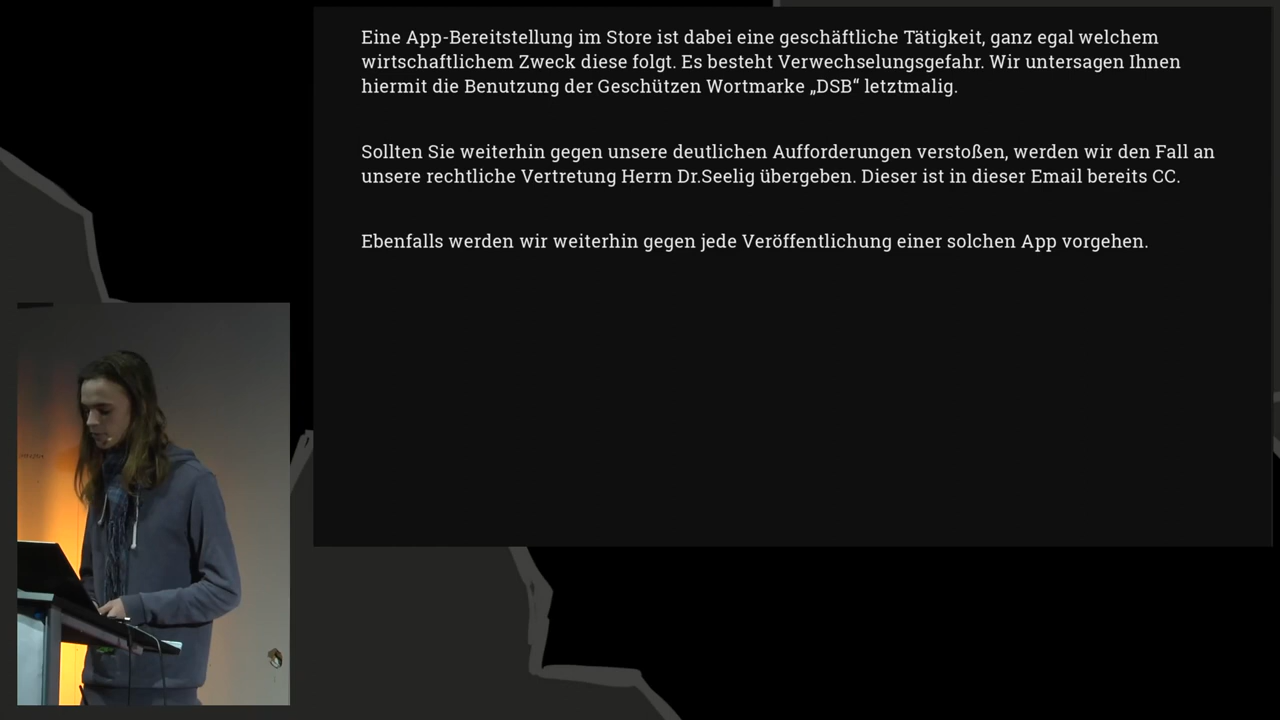 Eine App-Bereitstellung im Store ist dabei eine geschäftliche Tätigkeit, ganz egal welchem
wirtschaftlichem Zweck diese folgt. Es besteht Verwechselungsgefahr. Wir untersagen Ihnen
hiermit die Benutzung der Geschützen Wortmarke „DSB“ letztmalig.
Sollten Sie weiterhin gegen unsere deutlichen Aufforderungen verstoßen, werden wir den Fall an
unsere rechtliche Vertretung Herrn Dr.Seelig übergeben. Dieser ist in dieser Email bereits CC.
Ebenfalls werden wir weiterhin gegen jede Veröffentlichung einer solchen App vorgehen.